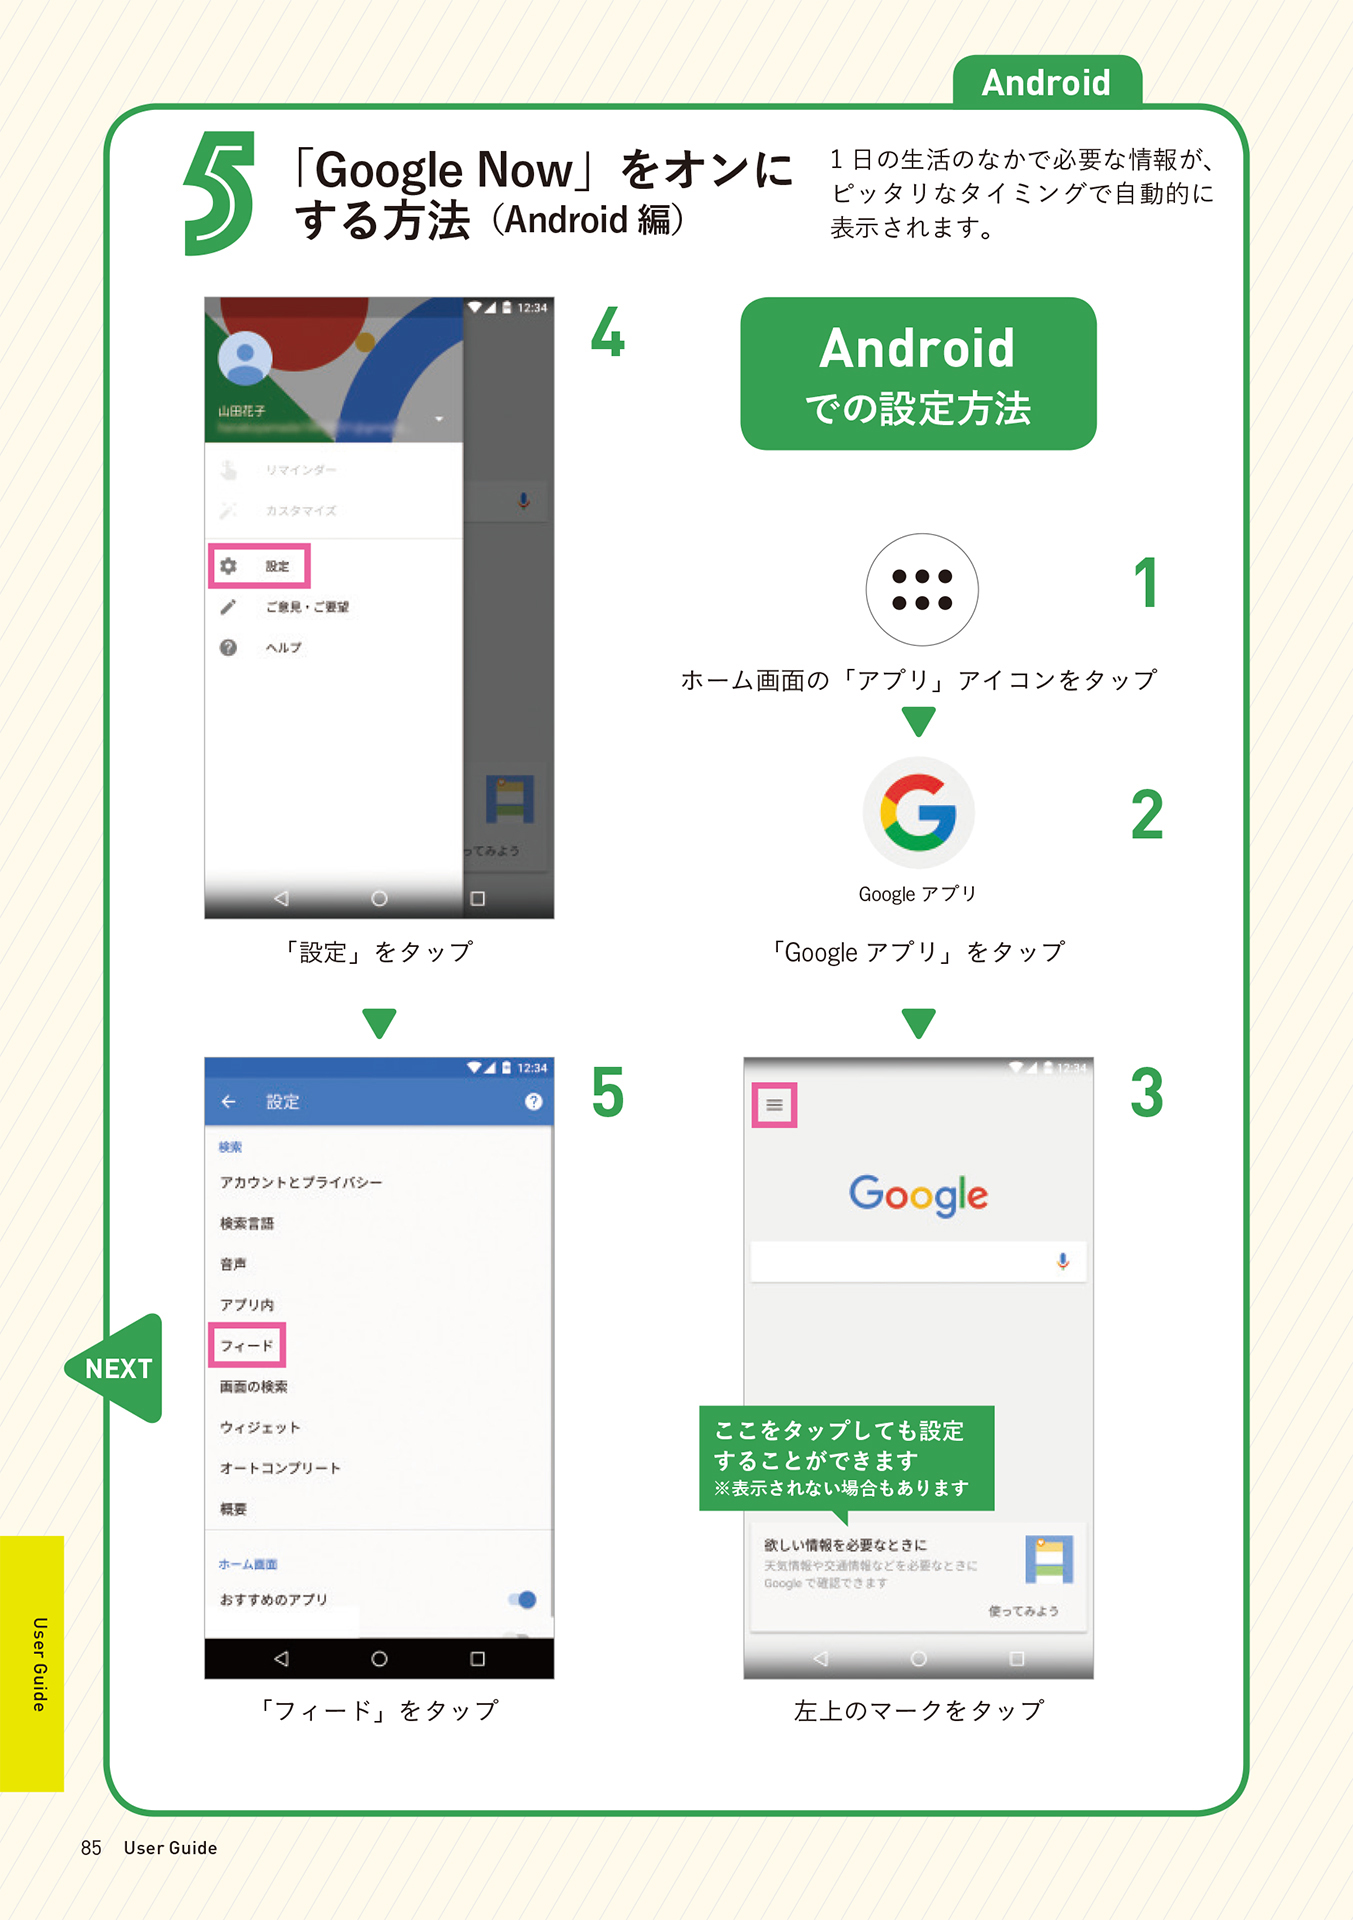 Android
5
「Google Now」をオンに
する方法（Android 編）
1 日の生活のなかで必要な情報が、
ピッタリなタイミングで自動的に
表示されます。
Android
での設定方法
1
ホーム画面の「アプリ」アイコンをタップ
2
G
Google アプリ
「Google アプリ」をタップ
3
12:34
Google
ここをタップしても設定
することができます
※表示されない場合もあります
欲しい情報を必要なときに
天気情報や交通情報などを必要なときに
Google で確認できます
使ってみよう
左上のマークをタップ
4
12:34
山田花子
リマインダー
カスタマイズ
設定
ご意見・ご要望
ヘルプ
ってみよう
「設定」をタップ
5
12:34
設定
検索
アカウントとプライバシー
検索言語
音声
アプリ内
フィード
画面の検索
ウィジェット
オートコンプリート
概要
ホーム画面
おすすめのアプリ
「フィード」をタップ
NEXT
User Guide
85 User Guide